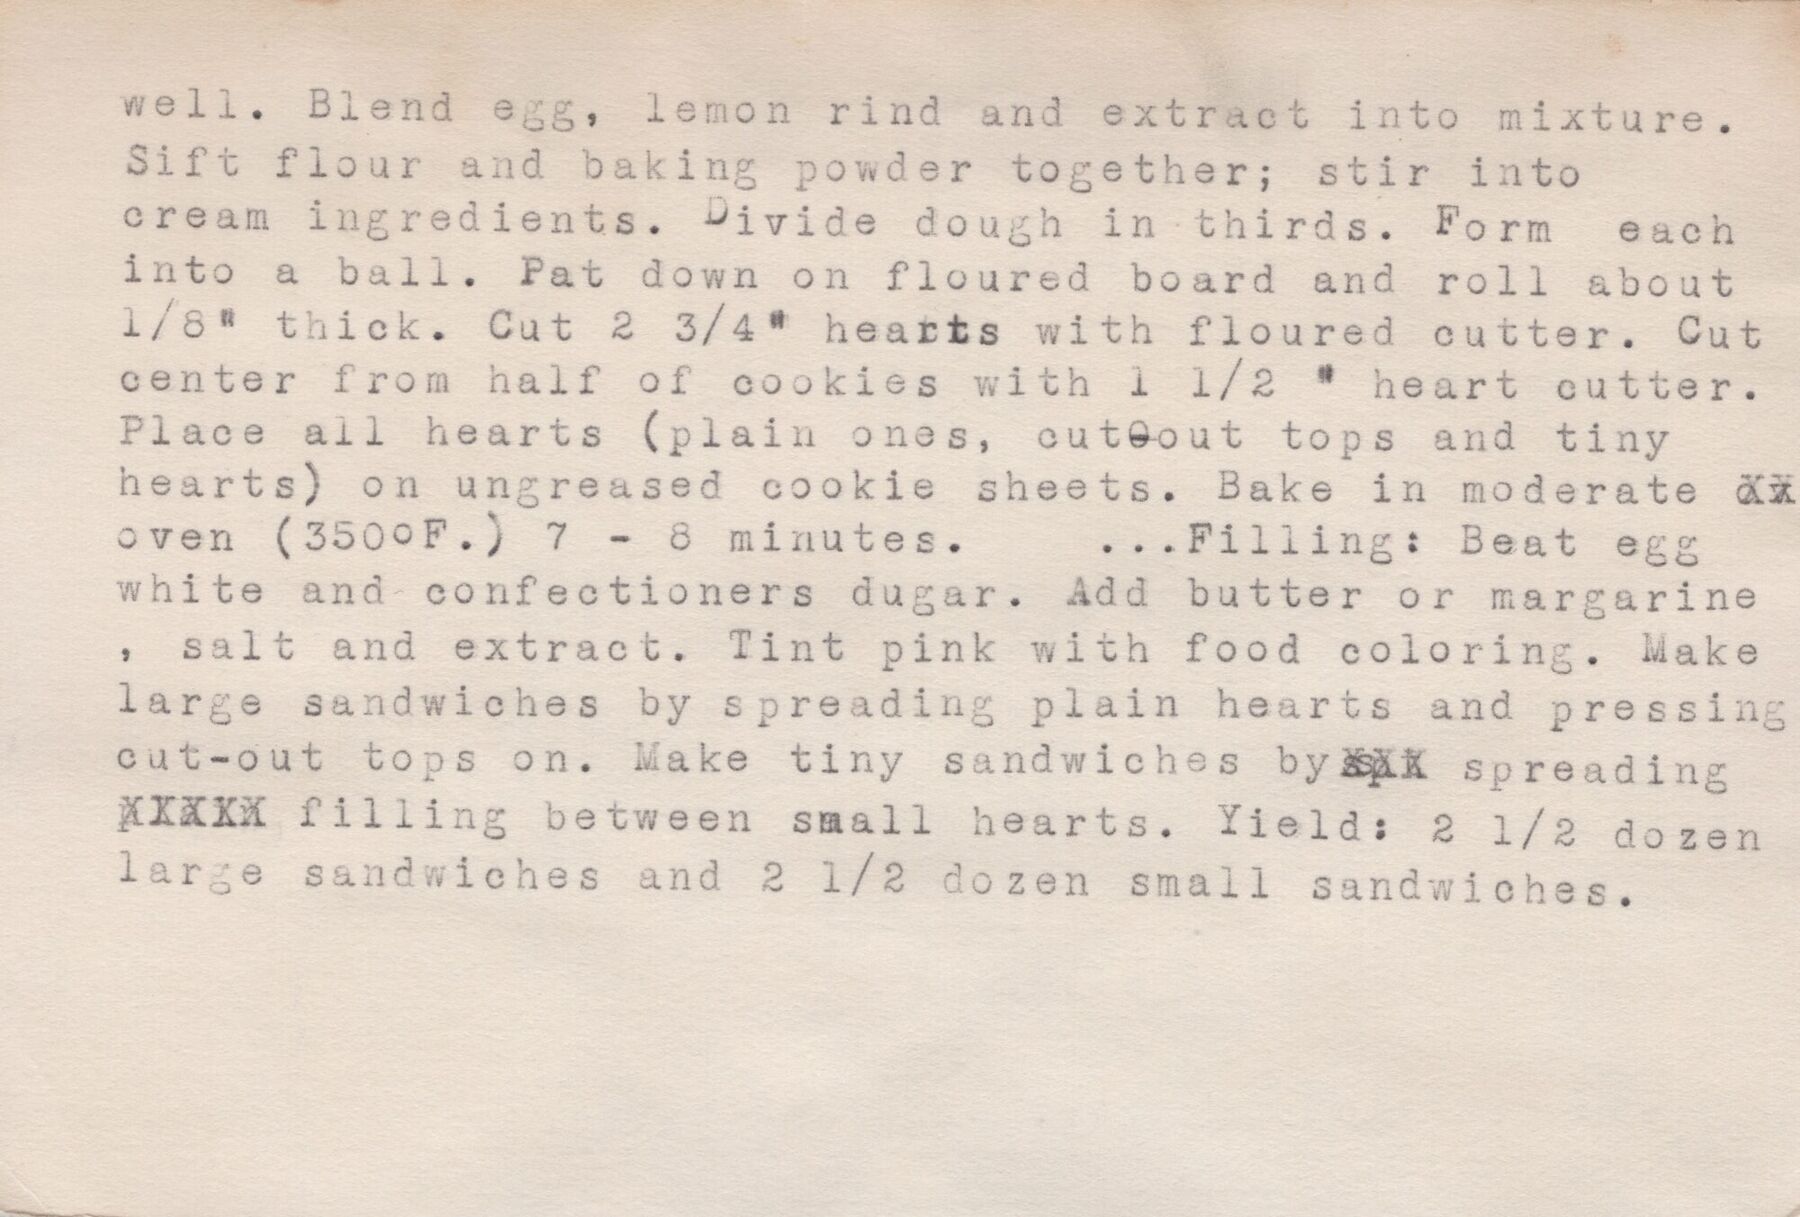 well. Blend egg, lemon rind and extract into mixture.
Sift flour and baking powder together; stir into
cream ingredients. Divide dough in thirds. Form each
into a ball. Pat down on floured board and roll about
1/8" thick. Cut 2 3/4" hearts with floured cutter. Cut
center from half of cookies with 1 1/2 " heart cutter.
Place all hearts (plain ones, cut-out tops and tiny
hearts) on ungreased cookie sheets. Bake in moderate
oven (350oF.) 7 - 8 minutes. ...Filling: Beat egg
white and confectioners dugar. Add butter or margarine
, salt and extract. Tint pink with food coloring. Make
large sandwiches by spreading plain hearts and pressing
cut-out tops on. Make tiny sandwiches by spreading
filling between small hearts. Yield: 2 1/2 dozen
large sandwiches and 2 1/2 dozen small sandwiches.